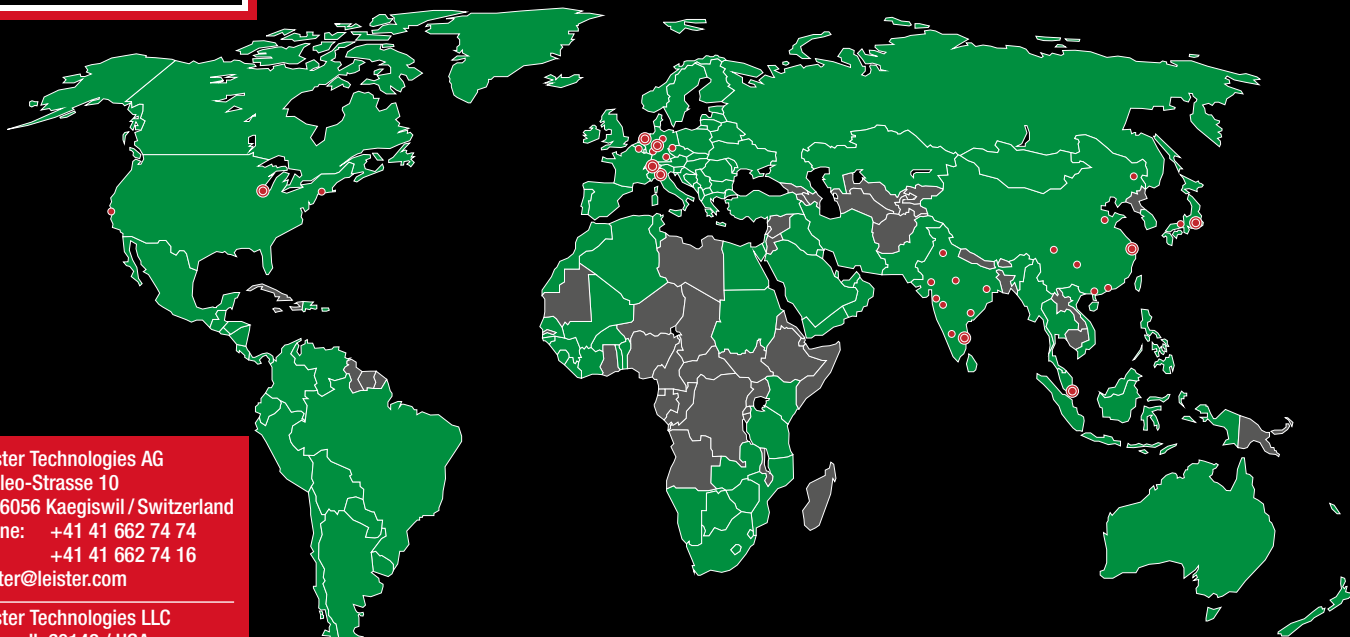 ster Technologies AG
leo-Strasse 10
6056 Kaegiswil / Switzerland
ne: +41 41 662 74 74
+41 41 662 74 16
ter@leister.com
ster Technologies LLC